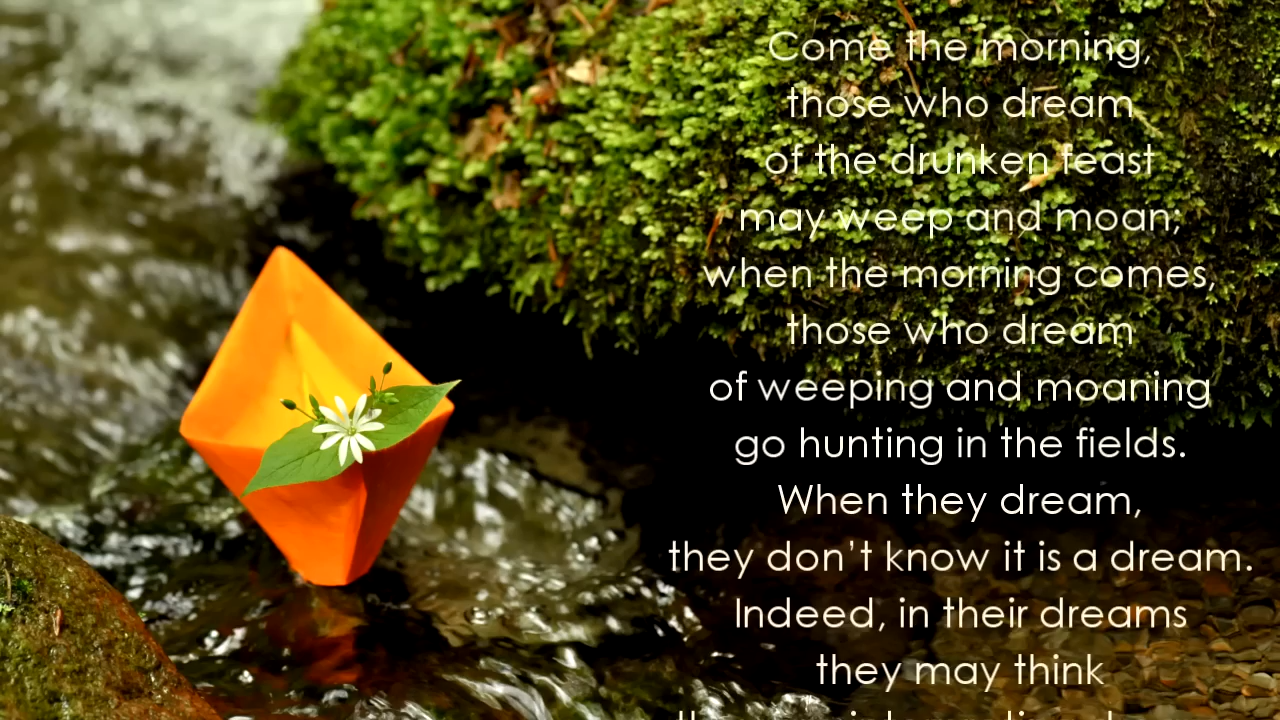 Come the morning,
those who dream
of the drunken feast
may weep and moan;
when the morning comes,
those who dream
of weeping and moaning
go hunting in the fields.
When they dream,
they don’t know it is a dream.
Indeed, in their dreams
they may think